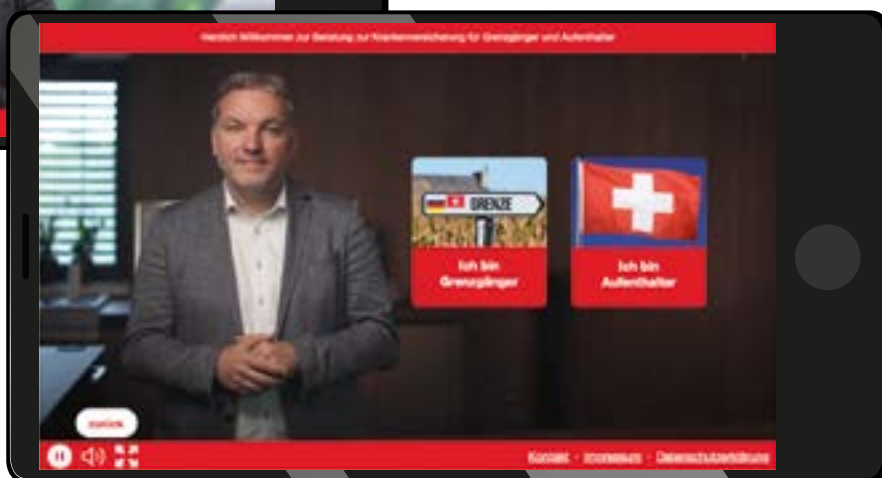 Herzlich Willkommen zur Beratung zur Krankenversicherung für Grenzgänger und Aufenthalter
GRENZE
Ich bin
Grenzgänger
Ich bin
Aufenthalter
zurück
Kontakt - Impressum - Datenschutzerklärung